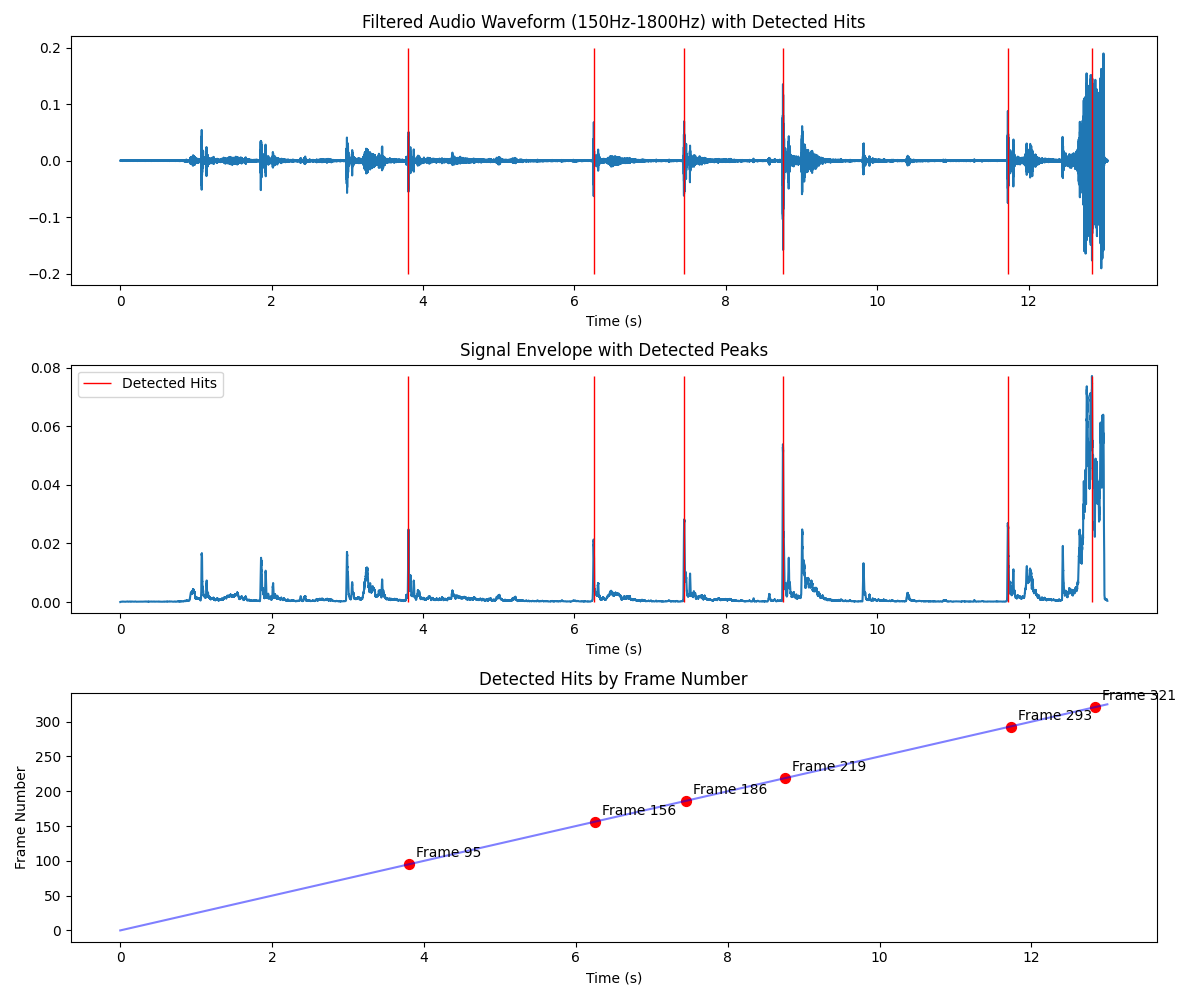 Filtered Audio Waveform (150Hz-1800Hz) with Detected Hits
0.2
0.1
0.0
−0.1
−0.2
0 2 4 6 8 10 12
Time (s)
Signal Envelope with Detected Peaks
Detected Hits
0.08
0.06
0.04
0.02
0.00
0 2 4 6 8 10 12
Time (s)
Detected Hits by Frame Number
Frame Number
300
250
200
150
100
50
0
Frame 95
Frame 156
Frame 186
Frame 219
Frame 293
Frame 321
0 2 4 6 8 10 12
Time (s)